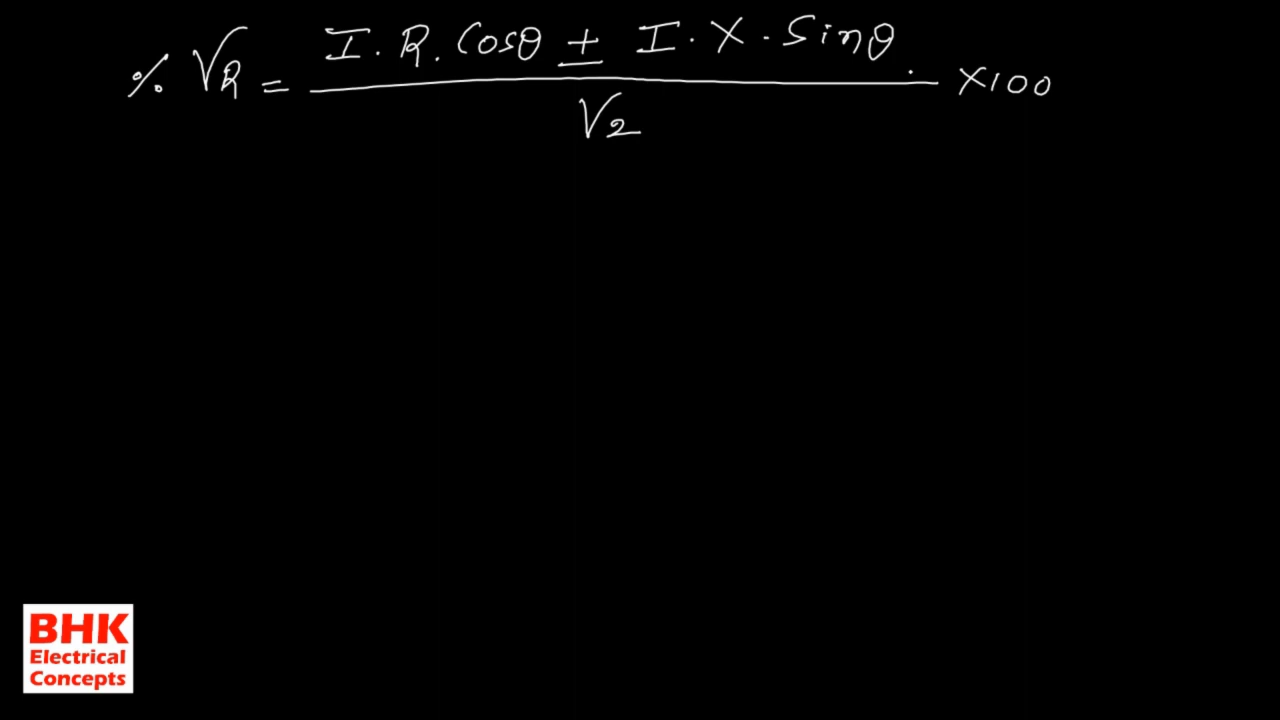 % VR = I . R . Cosθ ± I . X . Sinθ / V2 ×100
BHK
Electrical
Concepts